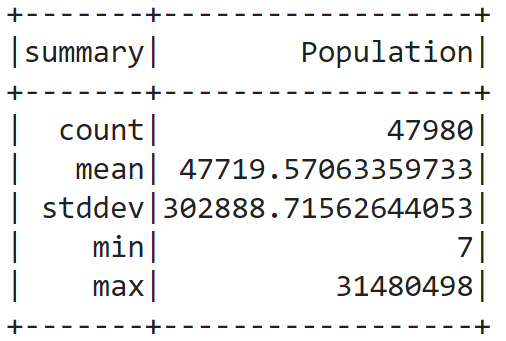 +-------+------------------+
|summary|        Population|
+-------+------------------+
|  count|             47980|
|   mean| 47719.57063359733|
| stddev|302888.71562644053|
|    min|                 7|
|    max|          31480498|
+-------+------------------+